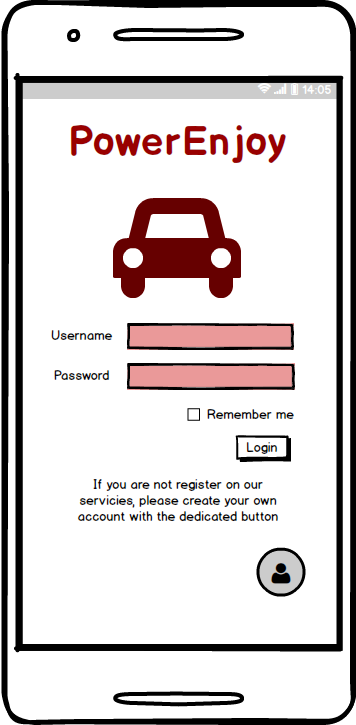 14:05
PowerEnjoy
Username
Password
Remember me
Login
If you are not register on our
servicies, please create your own
account with the dedicated button